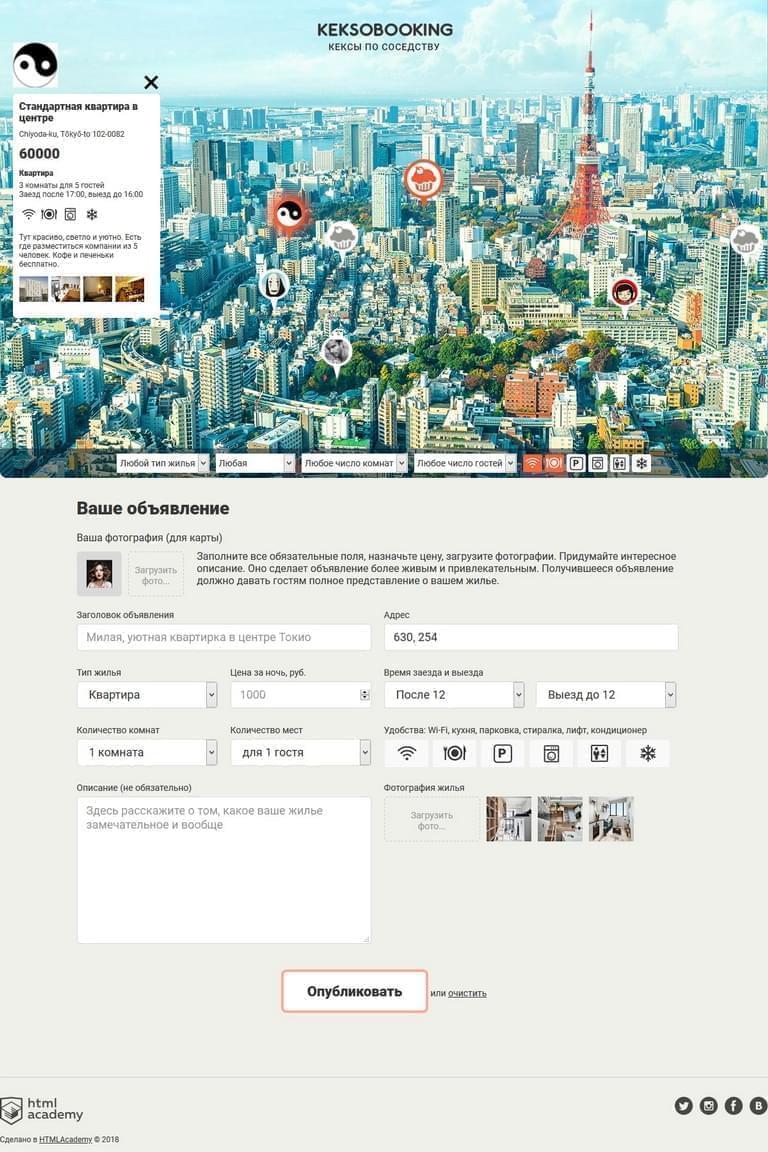 KEKSOBOOKING
КЕКСЫ ПО СОСЕДСТВУ
Стандартная квартира в
центре
Chiyoda-ku, Tōkyō-to 102-0082
60000
Квартира
3 комнаты для 5 гостей
Заезд после 17:00, выезд до 16:00
Тут красиво, светло и уютно. Есть
где разместиться компании из 5
человек. Кофе и печеньки
бесплатно.
Любой тип жилья
Любая
Любое число комнат
Любое число гостей
P
Ваше объявление
Ваша фотография (для карты)
Загрузить
фото...
Заполните все обязательные поля, назначьте цену, загрузите фотографии. Придумайте интересное
описание. Оно сделает объявление более живым и привлекательным. Получившееся объявление
должно давать гостям полное представление о вашем жилье.
Заголовок объявления
Адрес
Милая, уютная квартирка в центре Токио
630, 254
Тип жилья
Цена за ночь, руб.
Время заезда и выезда
Квартира
1000
После 12
Выезд до 12
Количество комнат
Количество мест
Удобства: Wi-Fi, кухня, парковка, стиралка, лифт, кондиционер
1 комната
для 1 гостя
P
Описание (не обязательно)
Фотография жилья
Здесь расскажите о том, какое ваше жилье
замечательное и вообще
Загрузить
фото...
Опубликовать
или очистить
html
academy
Сделано в HTMLAcademy © 2018